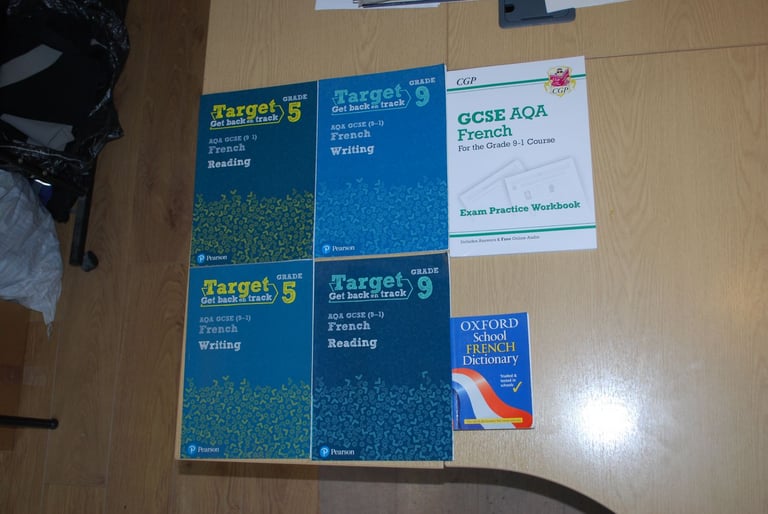 Target
GRADE
5
Get back on track
AQA GCSE (9-1)
French
Reading
Pearson
Target
GRADE
9
Get back on track
AQA GCSE (9-1)
French
Writing
Pearson
CGP
CGP
GCSE AQA
French
For the Grade 9-1 Course
Exam Practice Workbook
Includes Answers & Free Online Audio
Target
GRADE
5
Get back on track
AQA GCSE (9-1)
French
Writing
Pearson
Target
GRADE
9
Get back on track
AQA GCSE (9-1)
French
Reading
Pearson
OXFORD
School
FRENCH
Dictionary
Trialled &
tested in
schools